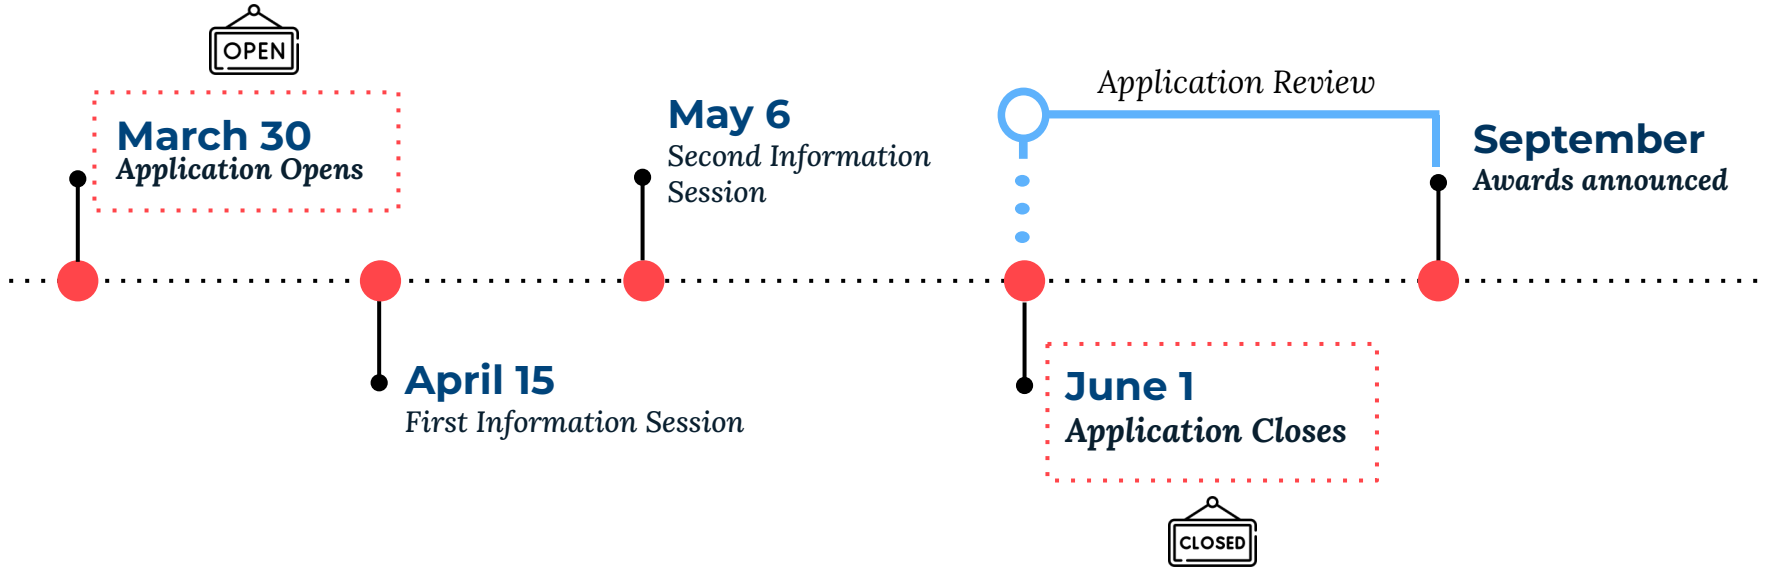 OPEN
March 30
Application Opens
May 6
Second Information
Session
Application Review
September
Awards announced
April 15
First Information Session
June 1
Application Closes
CLOSED